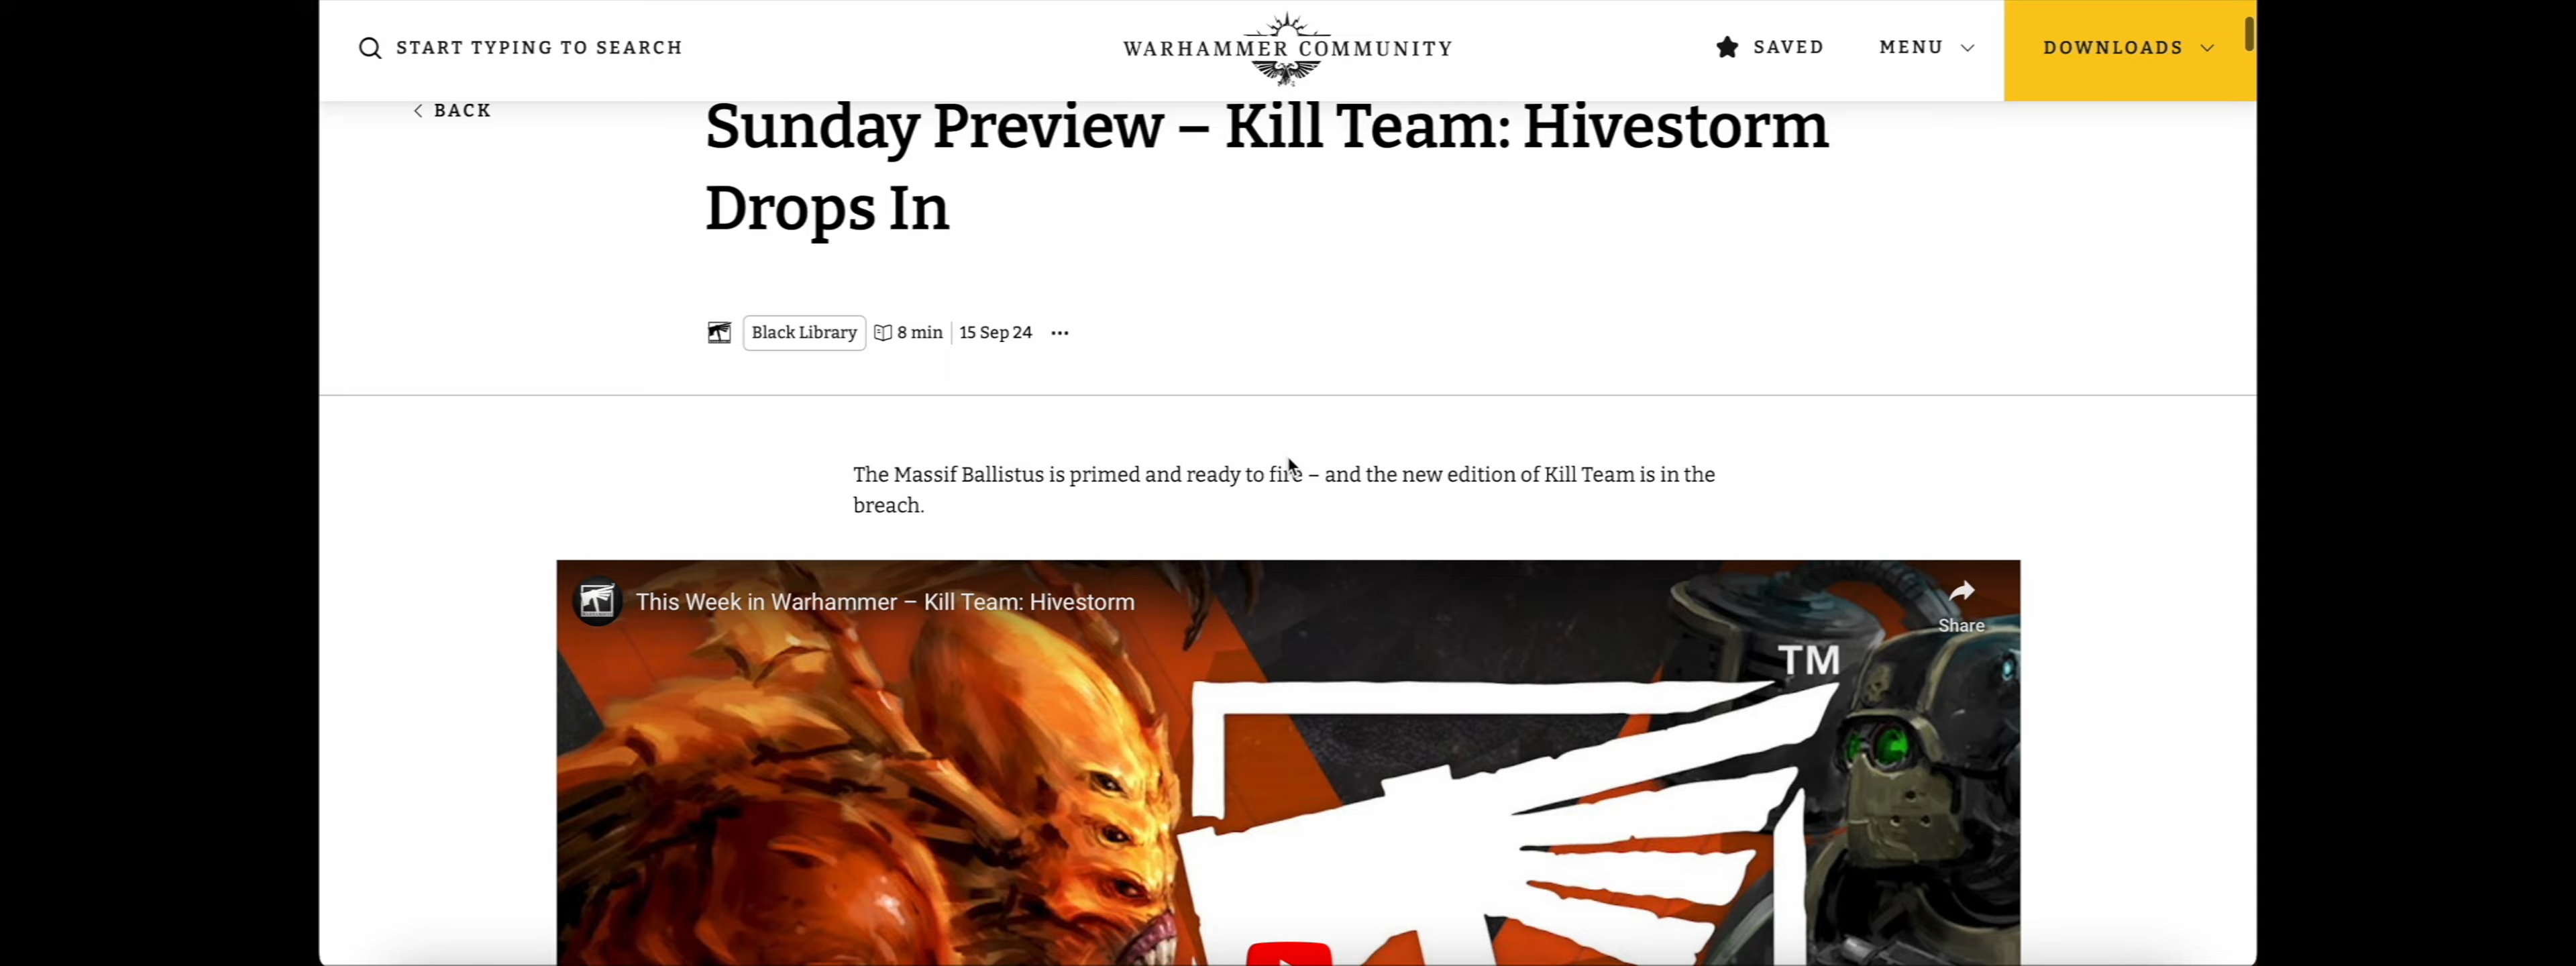 START TYPING TO SEARCH
WARHAMMER COMMUNITY
SAVED
MENU
DOWNLOADS
BACK
Sunday Preview – Kill Team: Hivestorm
Drops In
Black Library
8 min
15 Sep 24
The Massif Ballistus is primed and ready to fire – and the new edition of Kill Team is in the
breach.
This Week in Warhammer – Kill Team: Hivestorm
Share
TM